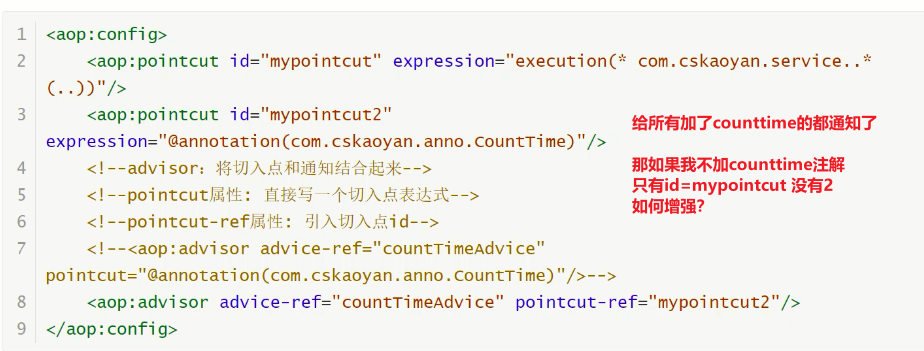 1 <aop:config>
2 <aop:pointcut id="mypointcut" expression="execution(* com.cskaoyan.service..*
(..))"/>
3 <aop:pointcut id="mypointcut2"
expression="@annotation(com.cskaoyan.anno.CountTime)"/>
4 <!--advisor：将切入点和通知结合起来-->
5 <!--pointcut属性: 直接写一个切入点表达式-->
6 <!--pointcut-ref属性: 引入切入点id-->
7 <!--<aop:advisor advice-ref="countTimeAdvice"
pointcut="@annotation(com.cskaoyan.anno.CountTime)"/>-->
8 <aop:advisor advice-ref="countTimeAdvice" pointcut-ref="mypointcut2"/>
9 </aop:config>
给所有加了counttime的都通知了
那如果我不加counttime注解
只有id=mypointcut 没有2
如何增强?